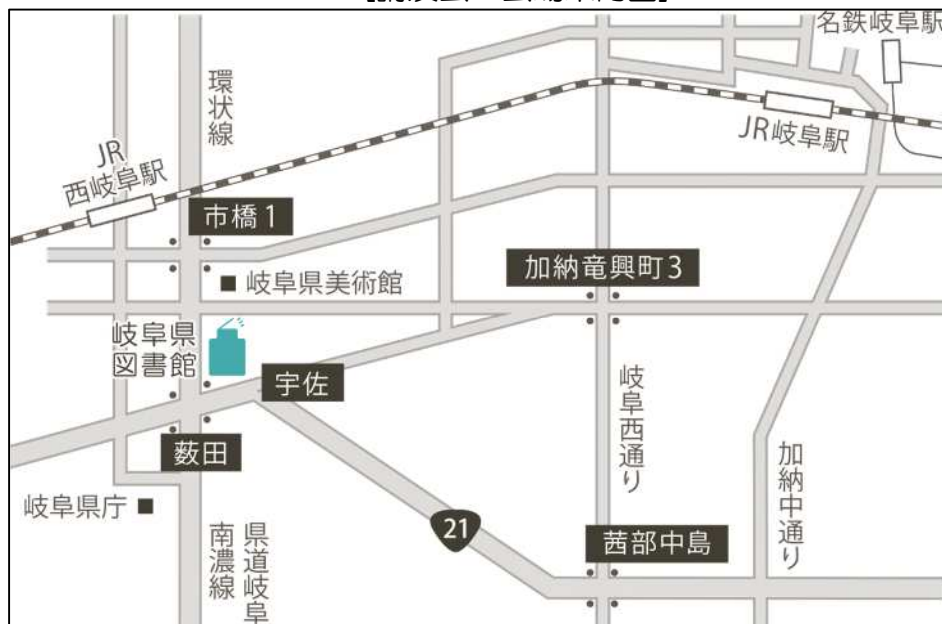 名鉄岐阜駅
環状線
JR岐阜駅
JR
西岐阜駅
市橋1
加納竜興町3
岐阜県美術館
岐阜県
図書館
宇佐
岐阜西通り
薮田
加納中通り
岐阜県庁
21
茜部中島
県道岐阜
南濃線